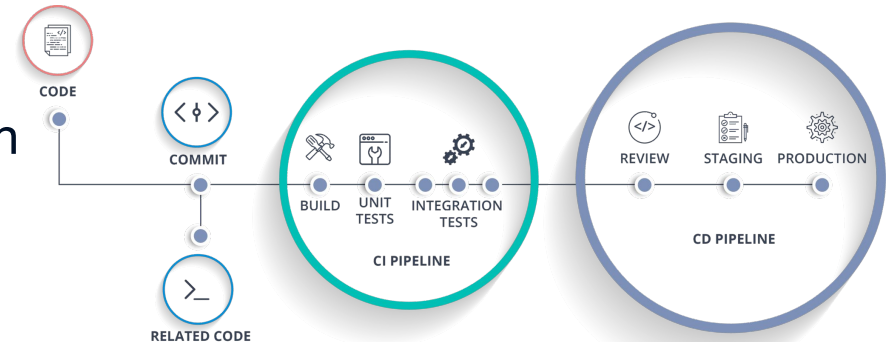 n
CODE
COMMIT
RELATED CODE
BUILD
UNIT
TESTS
INTEGRATION
TESTS
CI PIPELINE
REVIEW
STAGING
PRODUCTION
CD PIPELINE